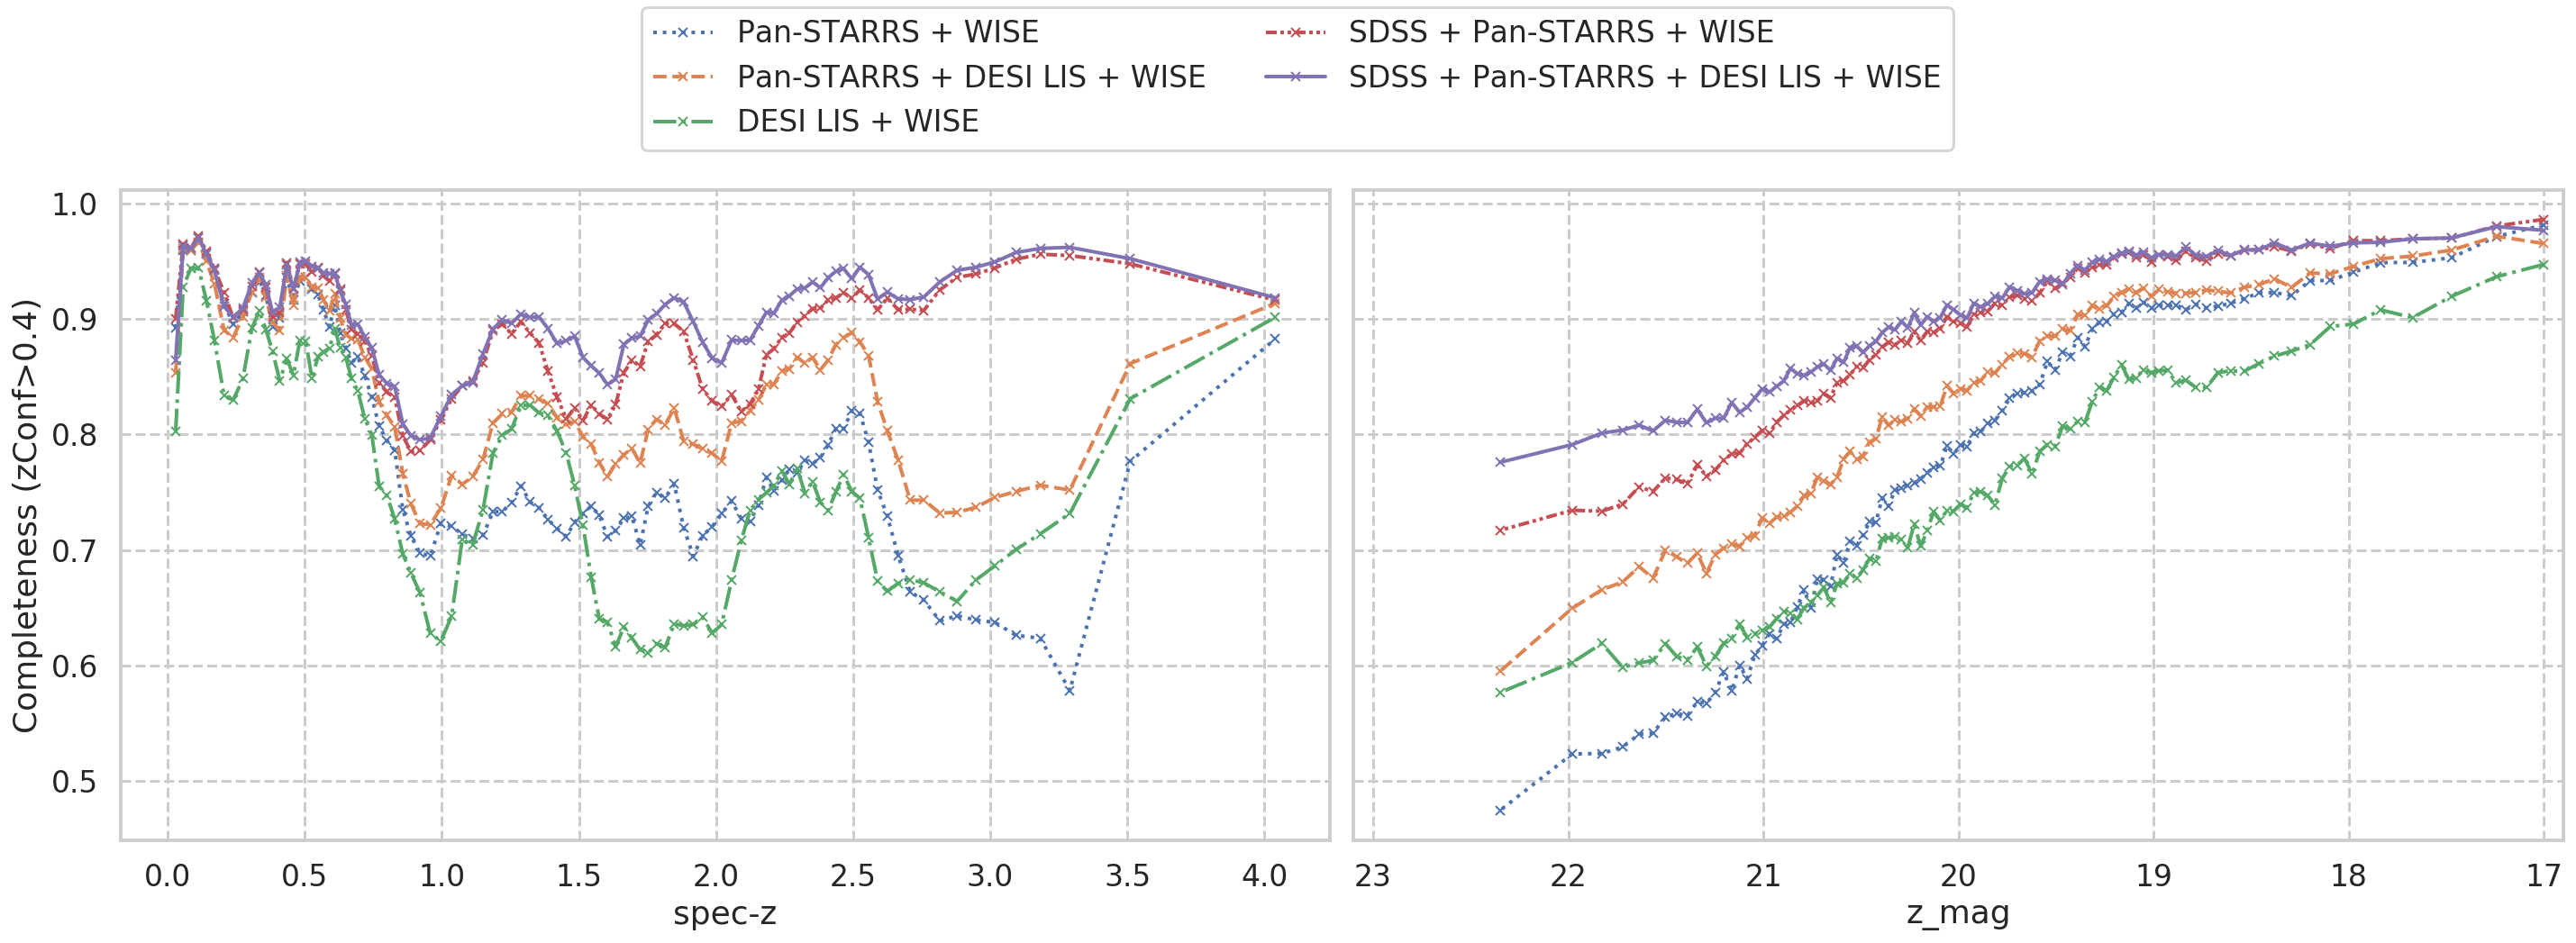 Pan-STARRS + WISE
Pan-STARRS + DESI LIS + WISE
DESI LIS + WISE
SDSS + Pan-STARRS + WISE
SDSS + Pan-STARRS + DESI LIS + WISE
Completeness (zConf>0.4)
1.0
0.9
0.8
0.7
0.6
0.5
0.0 0.5 1.0 1.5 2.0 2.5 3.0 3.5 4.0
spec-z
23 22 21 20 19 18 17
z_mag